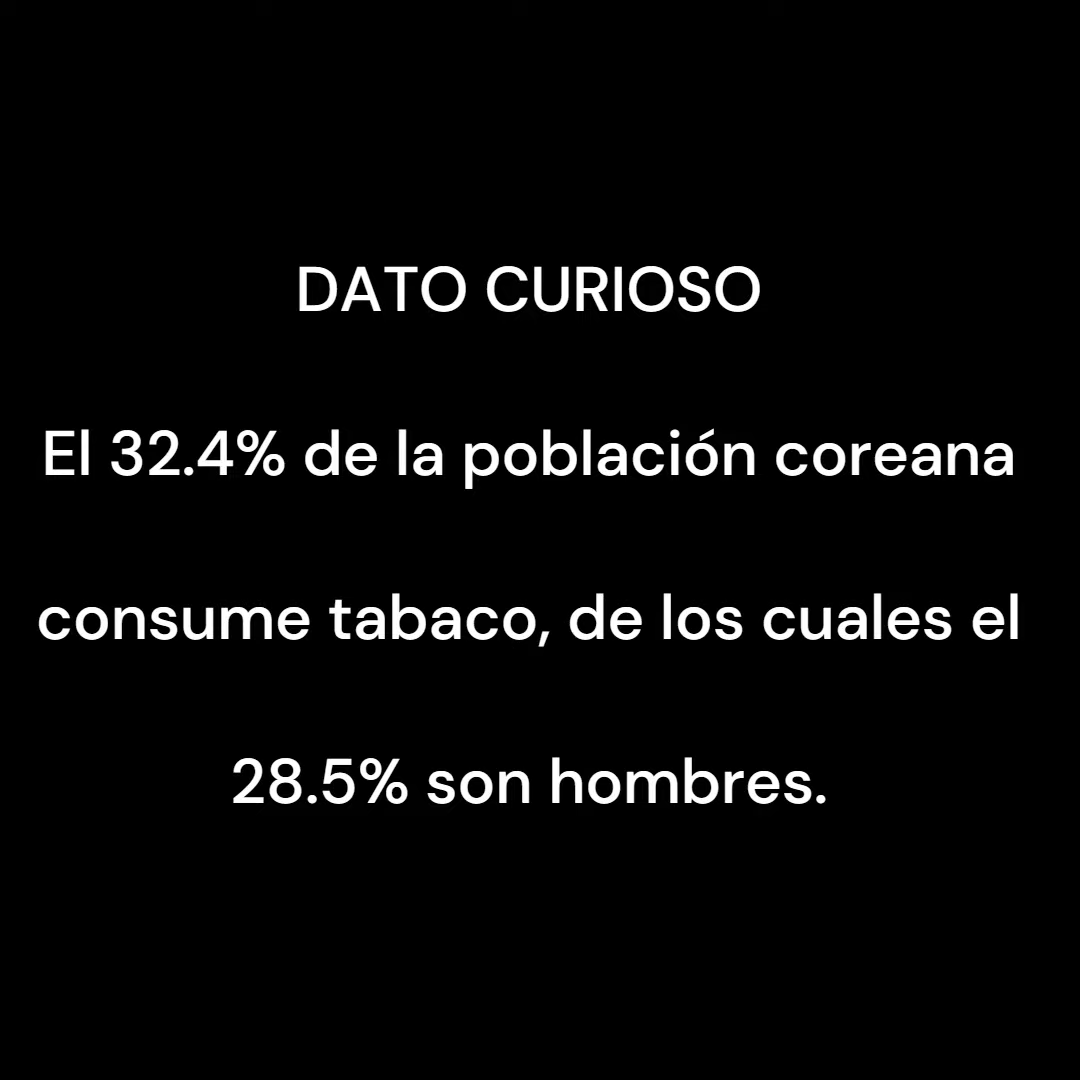 DATO CURIOSO
El 32.4% de la población coreana
consume tabaco, de los cuales el
28.5% son hombres.